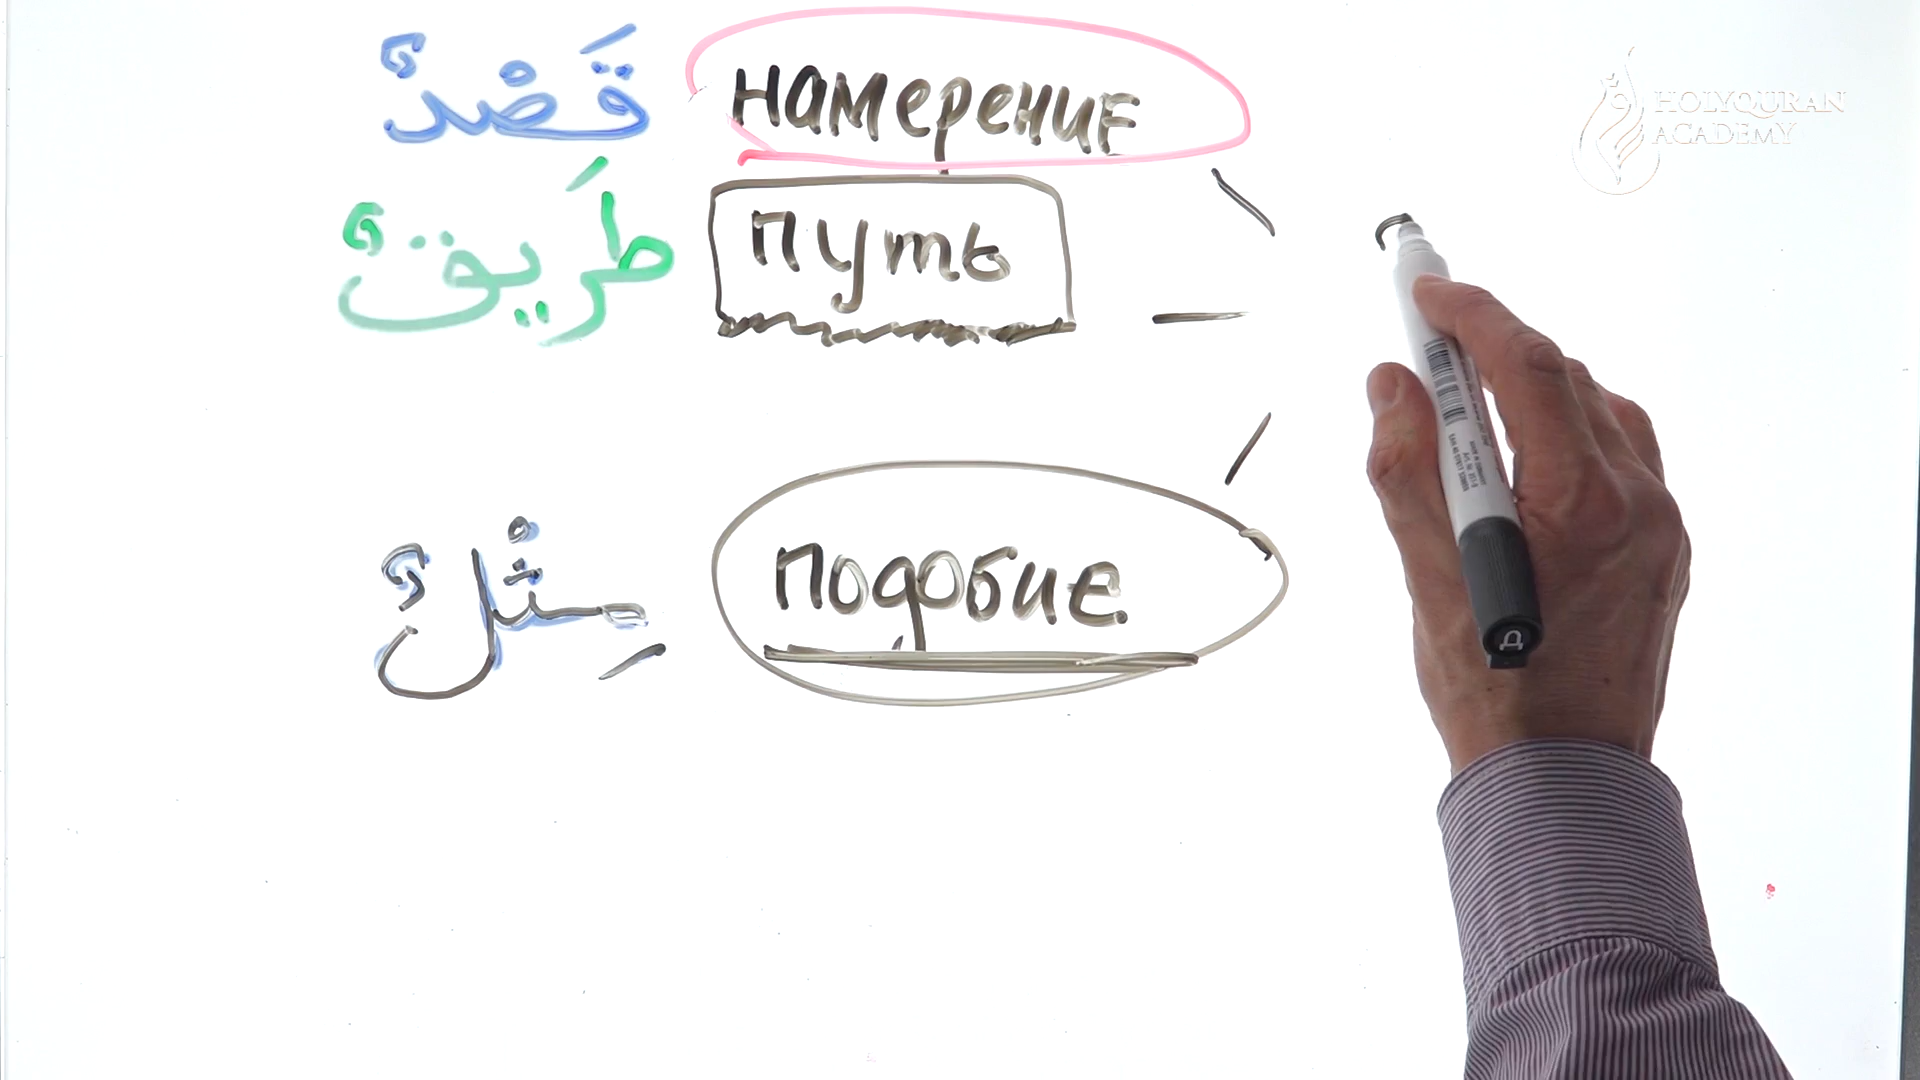 قَصْدٌ намерение
HOLYQURAN
ACADEMY
طَرِيقٌ путь
مِثْلٌ подобие